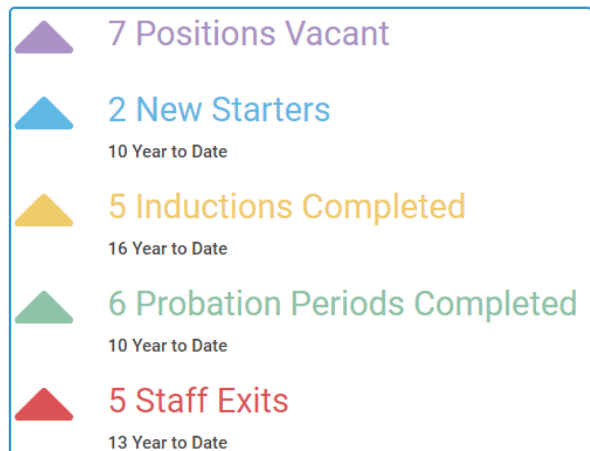 7 Positions Vacant
2 New Starters
10 Year to Date
5 Inductions Completed
16 Year to Date
6 Probation Periods Completed
10 Year to Date
5 Staff Exits
13 Year to Date